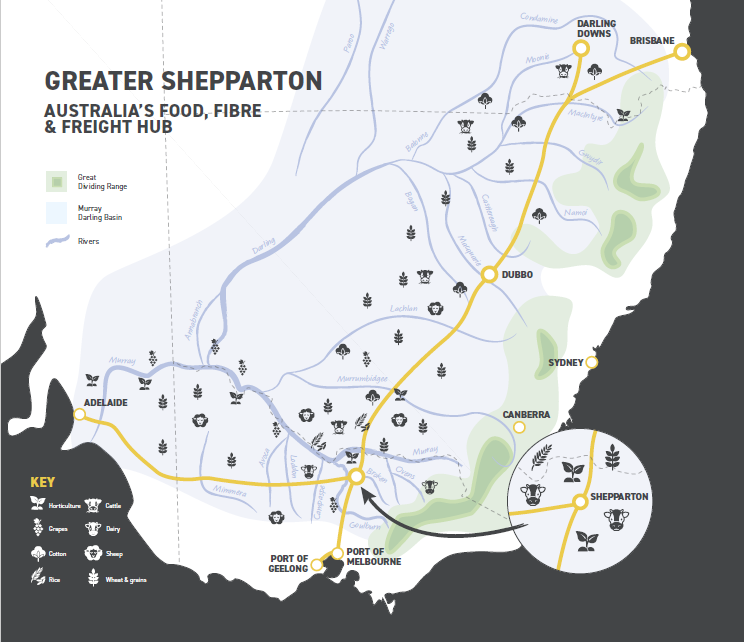 GREATER SHEPPARTON
AUSTRALIA'S FOOD, FIBRE
& FREIGHT HUB
Great
Dividing Range
Murray
Darling Basin
Rivers
DARLING
DOWNS
BRISBANE
Condamine
Paroo
Warrego
Moonie
Macintyre
Barwon
Gwydir
Bogan
Castlereagh
Namoi
Macquarie
Darling
DUBBO
Annabranch
Lachlan
Murray
SYDNEY
Murrumbidgee
ADELAIDE
CANBERRA
Murray
Avoca
Loddon
Campaspe
Broken
Ovens
Wimmera
Goulburn
SHEPPARTON
PORT OF
GEELONG
PORT OF
MELBOURNE
KEY
Horticulture
Cattle
Grapes
Dairy
Cotton
Sheep
Rice
Wheat & grains